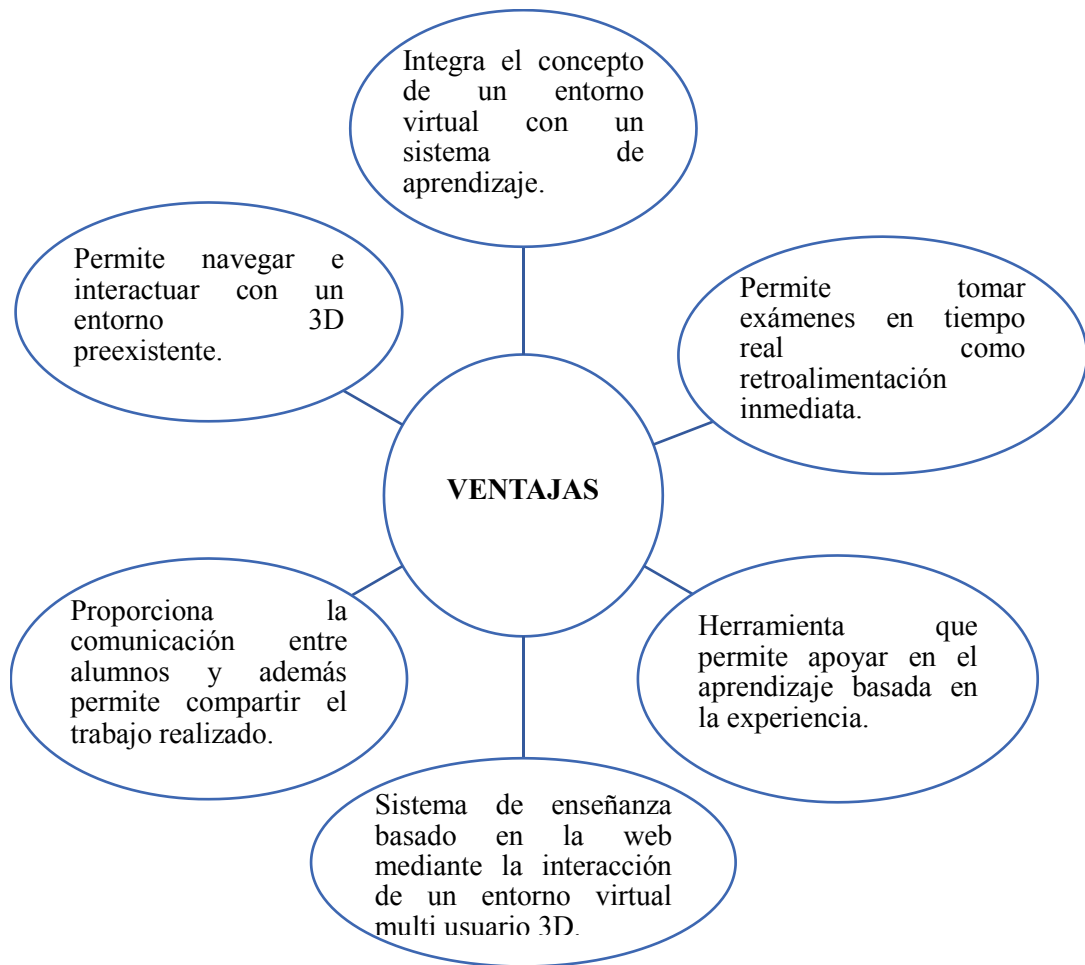 Integra el concepto
de un entorno
virtual con un
sistema de
aprendizaje.
Permite navegar e
interactuar con un
entorno 3D
preexistente.
Permite tomar
exámenes en tiempo
real como
retroalimentación
inmediata.
VENTAJAS
Proporciona la
comunicación entre
alumnos y además
permite compartir el
trabajo realizado.
Herramienta que
permite apoyar en el
aprendizaje basada en
la experiencia.
Sistema de enseñanza
basado en la web
mediante la interacción
de un entorno virtual
multi usuario 3D.